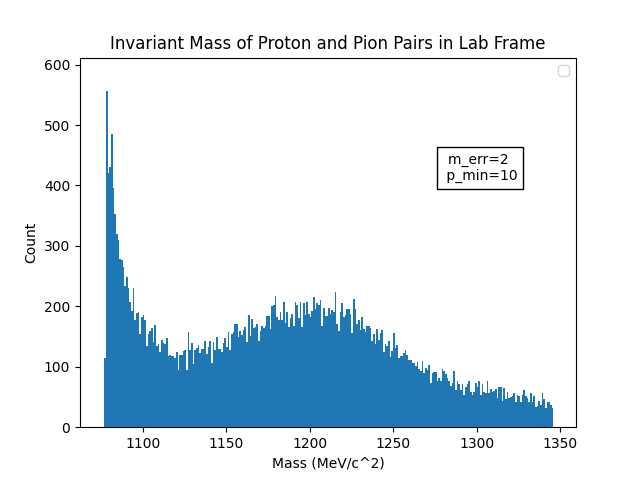 Invariant Mass of Proton and Pion Pairs in Lab Frame
600
500
400
300
200
100
0
Count
m_err=2
p_min=10
1100 1150 1200 1250 1300 1350
Mass (MeV/c^2)